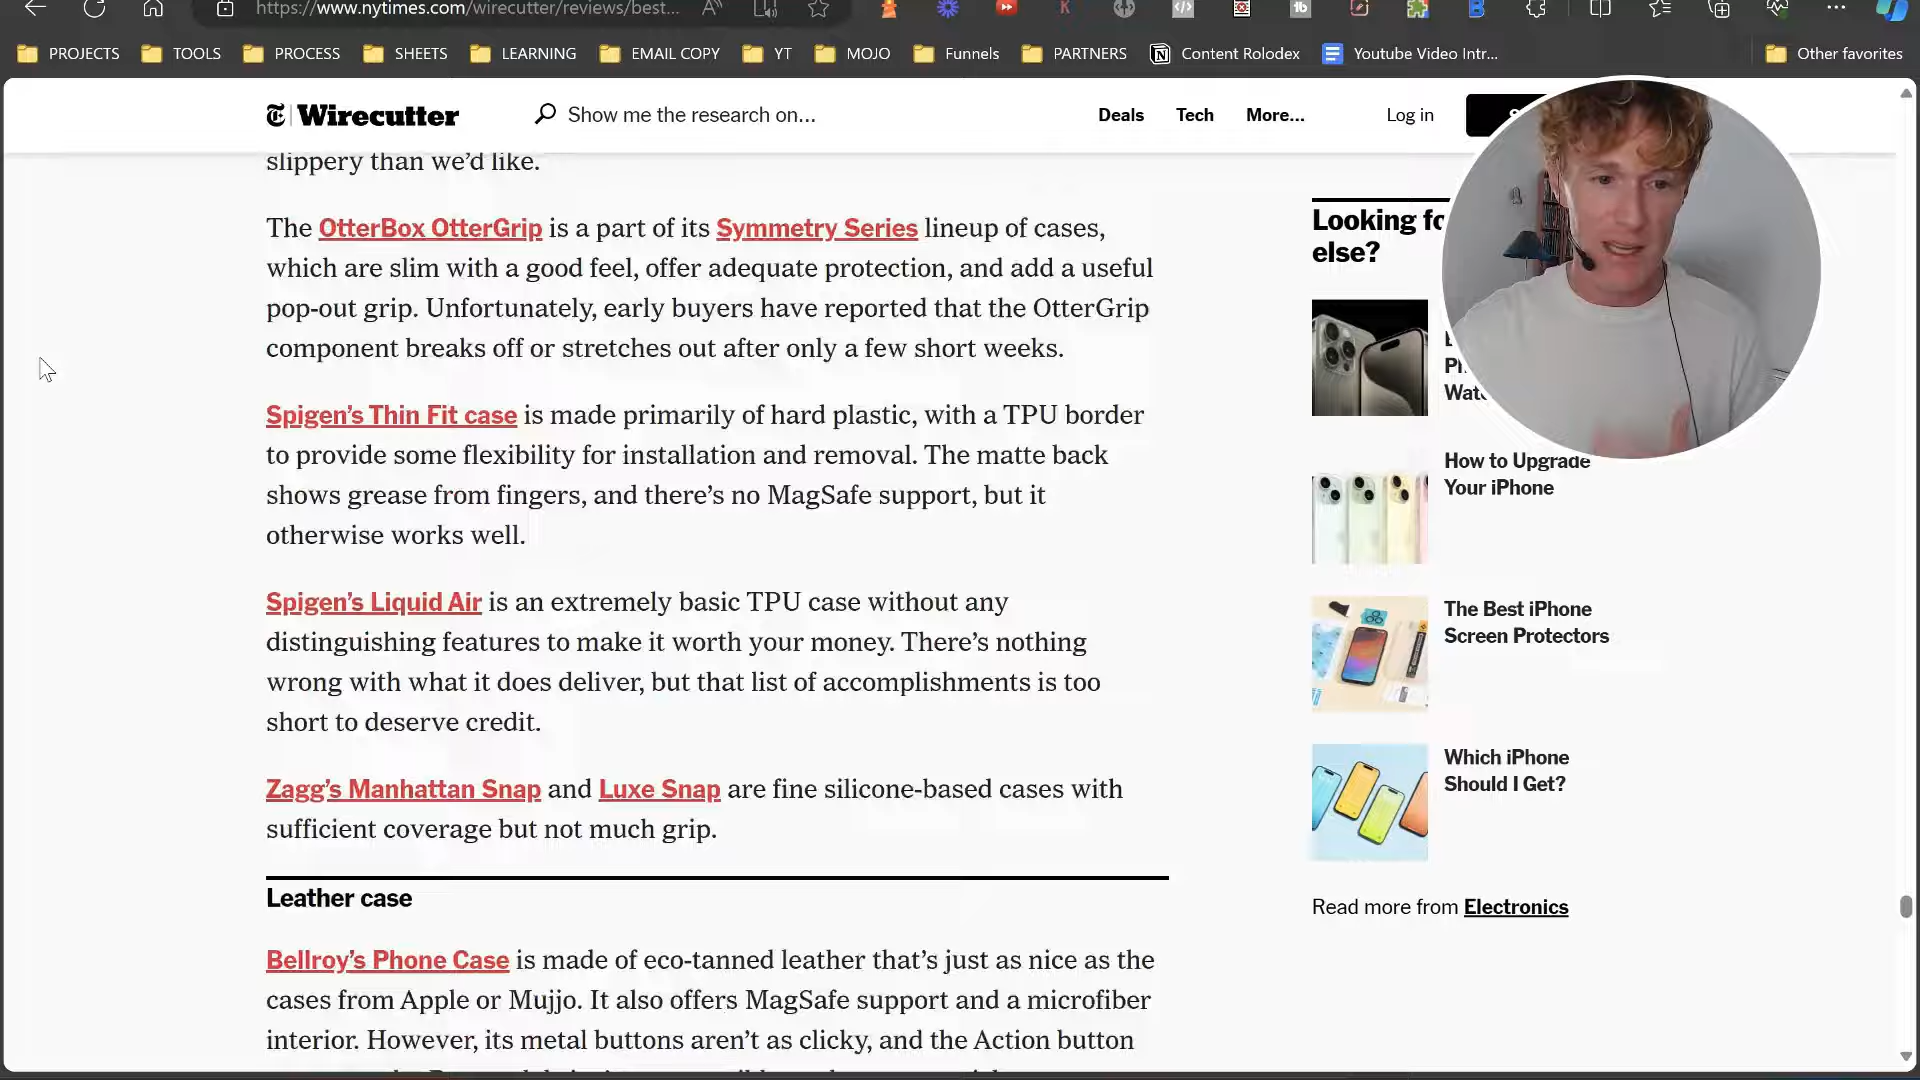 https://www.nytimes.com/wirecutter/reviews/best...
PROJECTS
TOOLS
PROCESS
SHEETS
LEARNING
EMAIL COPY
YT
MOJO
Funnels
PARTNERS
Content Rolodex
Youtube Video Intr...
Other favorites
Wirecutter
Show me the research on...
Deals
Tech
More...
Log in
slippery than we’d like.
The OtterBox OtterGrip is a part of its Symmetry Series lineup of cases,
which are slim with a good feel, offer adequate protection, and add a useful
pop-out grip. Unfortunately, early buyers have reported that the OtterGrip
component breaks off or stretches out after only a few short weeks.
Spigen’s Thin Fit case is made primarily of hard plastic, with a TPU border
to provide some flexibility for installation and removal. The matte back
shows grease from fingers, and there’s no MagSafe support, but it
otherwise works well.
Spigen’s Liquid Air is an extremely basic TPU case without any
distinguishing features to make it worth your money. There’s nothing
wrong with what it does deliver, but that list of accomplishments is too
short to deserve credit.
Zagg’s Manhattan Snap and Luxe Snap are fine silicone-based cases with
sufficient coverage but not much grip.
Leather case
Bellroy’s Phone Case is made of eco-tanned leather that’s just as nice as the
cases from Apple or Mujjo. It also offers MagSafe support and a microfiber
interior. However, its metal buttons aren’t as clicky, and the Action button
Looking
else?
How to Upgrade
Your iPhone
The Best iPhone
Screen Protectors
Which iPhone
Should I Get?
Read more from Electronics